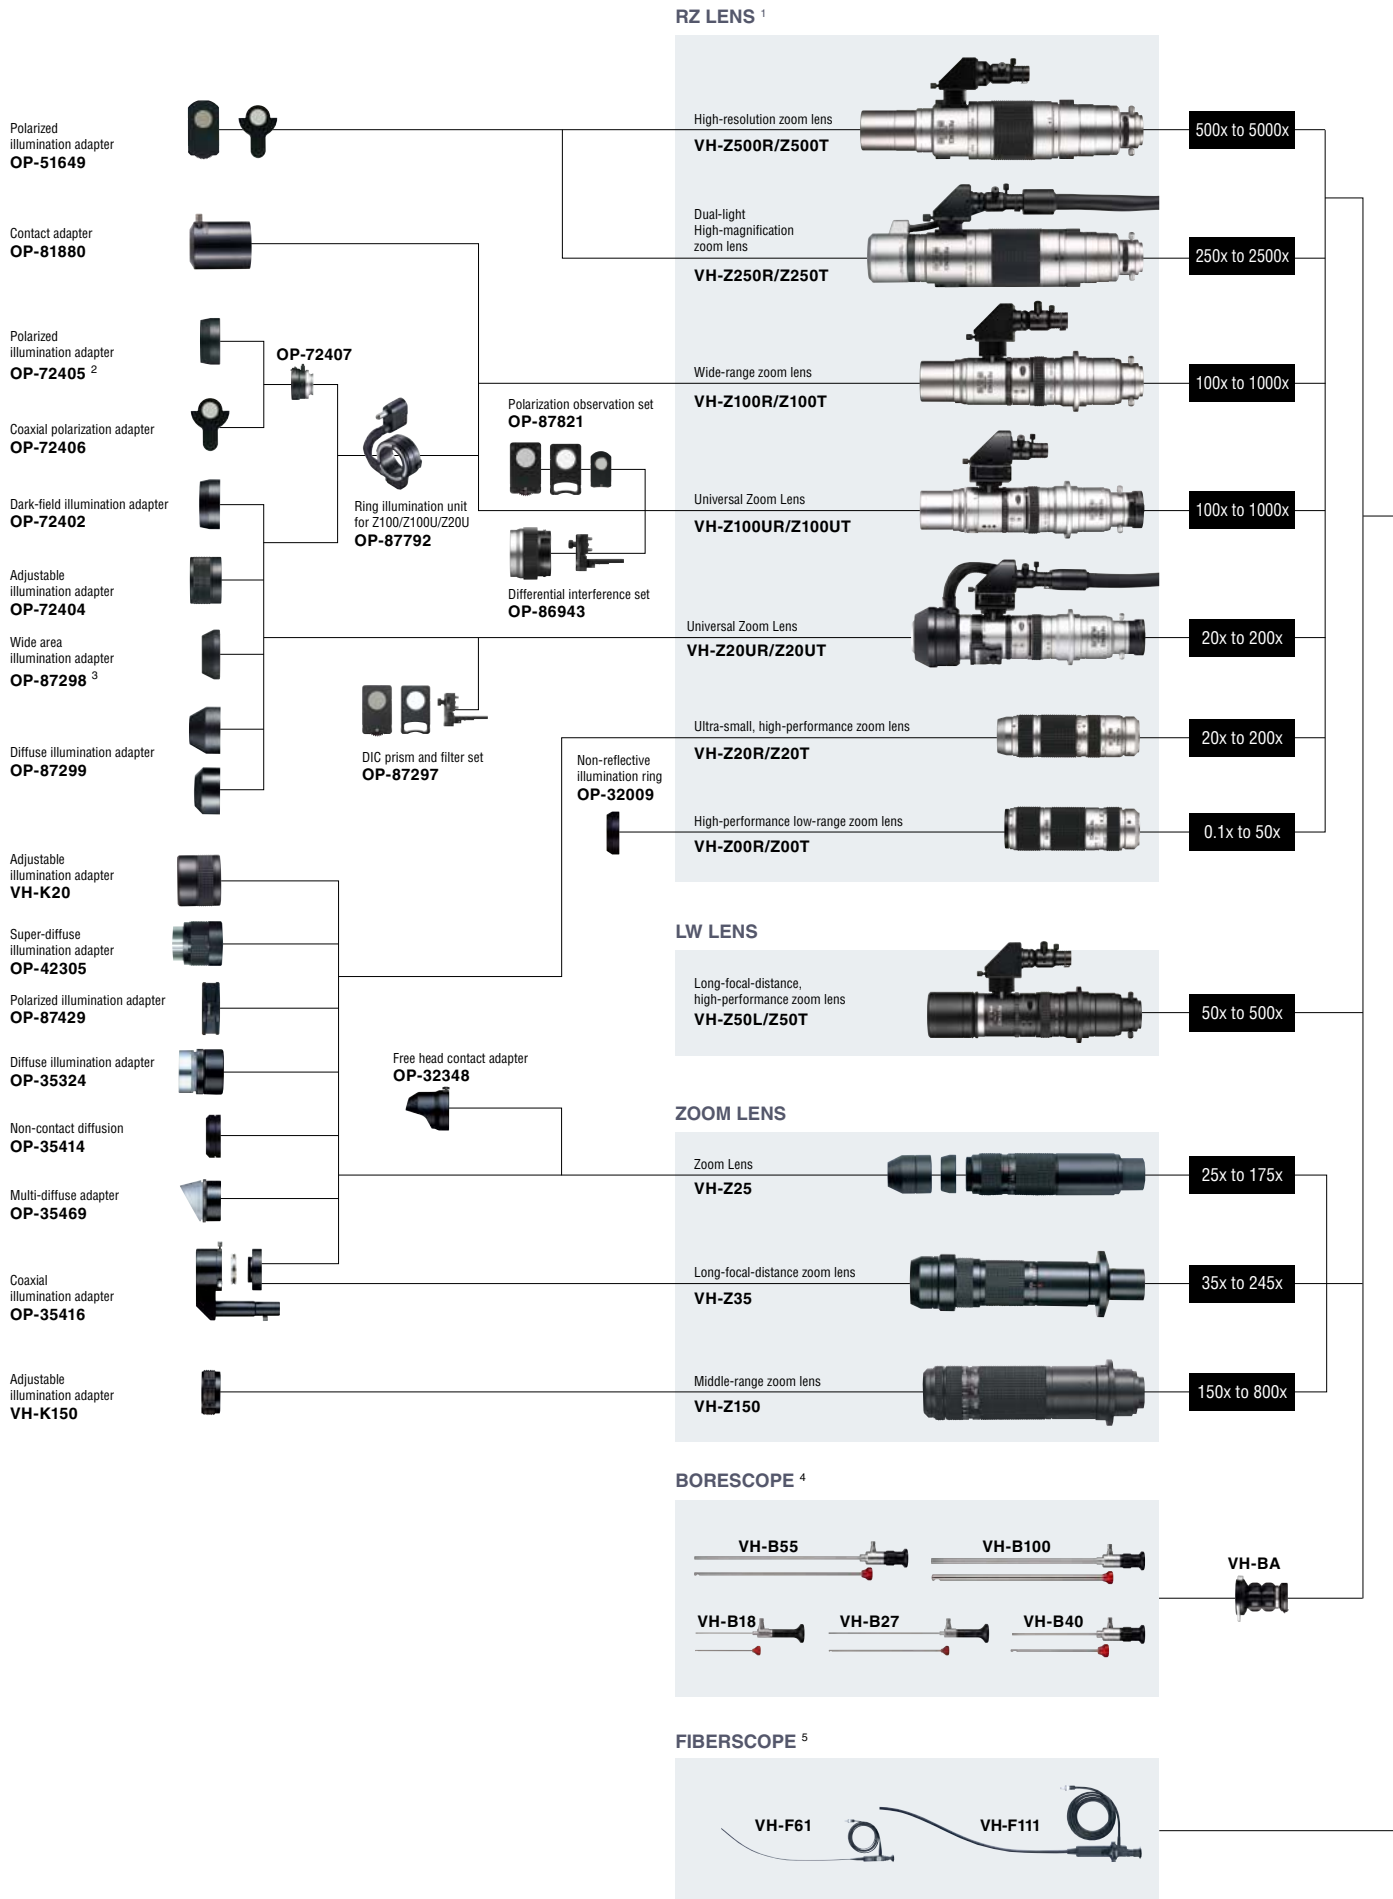 RZ LENS 1
Polarized
illumination adapter
OP-51649
High-resolution zoom lens
VH-Z500R/Z500T
500x to 5000x
Contact adapter
OP-81880
Dual-light
High-magnification
zoom lens
VH-Z250R/Z250T
250x to 2500x
Polarized
illumination adapter
OP-72405 2
OP-72407
Wide-range zoom lens
VH-Z100R/Z100T
100x to 1000x
Coaxial polarization adapter
OP-72406
Polarization observation set
OP-87821
Dark-field illumination adapter
OP-72402
Ring illumination unit
for Z100/Z100U/Z20U
OP-87792
Universal Zoom Lens
VH-Z100UR/Z100UT
100x to 1000x
Adjustable
illumination adapter
OP-72404
Differential interference set
OP-86943
Wide area
illumination adapter
OP-87298 3
Universal Zoom Lens
VH-Z20UR/Z20UT
20x to 200x
Diffuse illumination adapter
OP-87299
DIC prism and filter set
OP-87297
Ultra-small, high-performance zoom lens
VH-Z20R/Z20T
20x to 200x
Non-reflective
illumination ring
OP-32009
High-performance low-range zoom lens
VH-Z00R/Z00T
0.1x to 50x
Adjustable
illumination adapter
VH-K20
Super-diffuse
illumination adapter
OP-42305
LW LENS
Polarized illumination adapter
OP-87429
Long-focal-distance,
high-performance zoom lens
VH-Z50L/Z50T
50x to 500x
Diffuse illumination adapter
OP-35324
Free head contact adapter
OP-32348
Non-contact diffusion
OP-35414
ZOOM LENS
Multi-diffuse adapter
OP-35469
Zoom Lens
VH-Z25
25x to 175x
Coaxial
illumination adapter
OP-35416
Long-focal-distance zoom lens
VH-Z35
35x to 245x
Adjustable
illumination adapter
VH-K150
Middle-range zoom lens
VH-Z150
150x to 800x
BORESCOPE 4
VH-B55
VH-B100
VH-BA
VH-B18
VH-B27
VH-B40
FIBERSCOPE 5
VH-F61
VH-F111